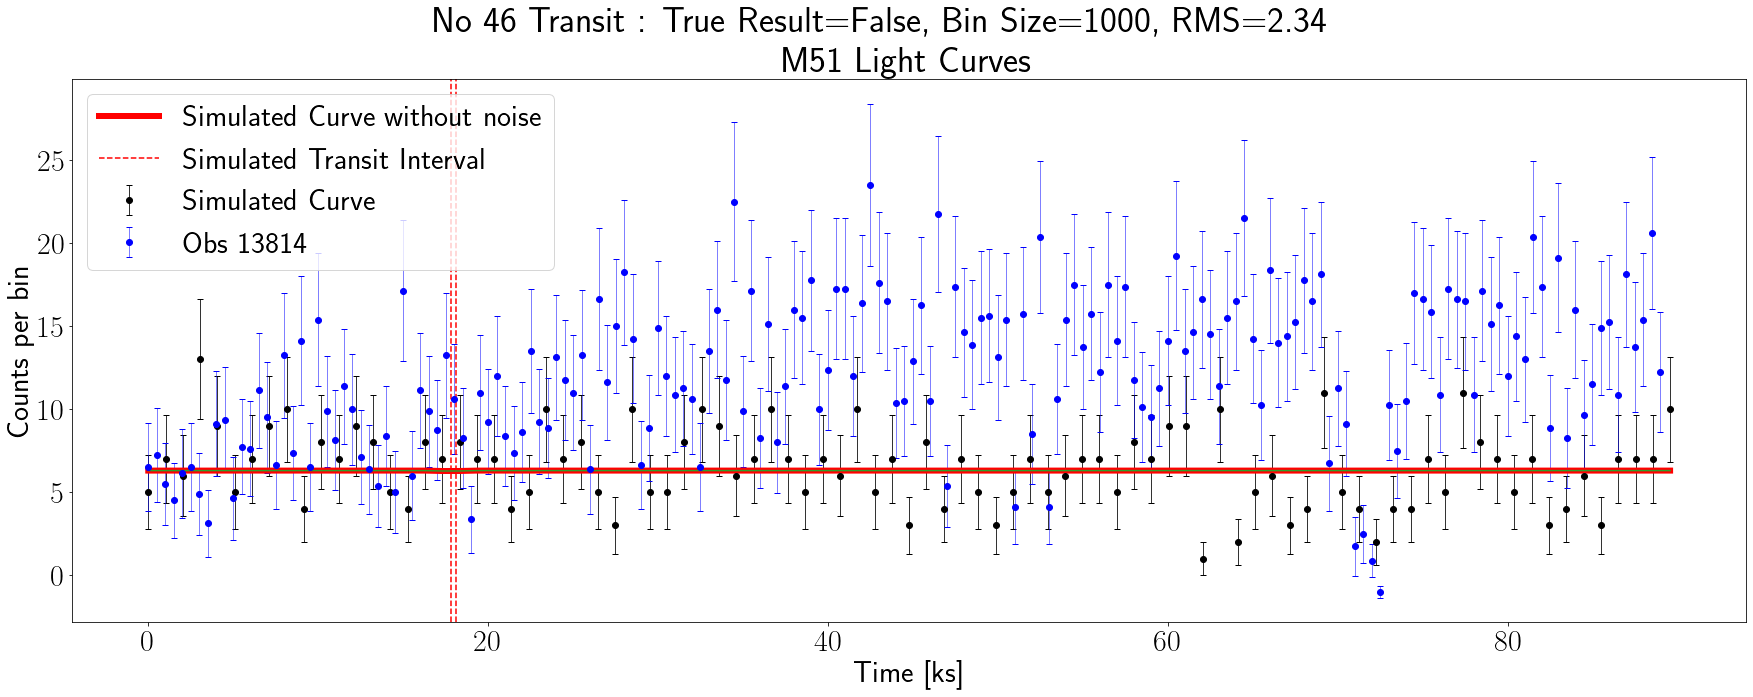 No 46 Transit : True Result=False, Bin Size=1000, RMS=2.34
M51 Light Curves
Simulated Curve without noise
Simulated Transit Interval
Simulated Curve
Obs 13814
Counts per bin
25
20
15
10
5
0
0 20 40 60 80
Time [ks]